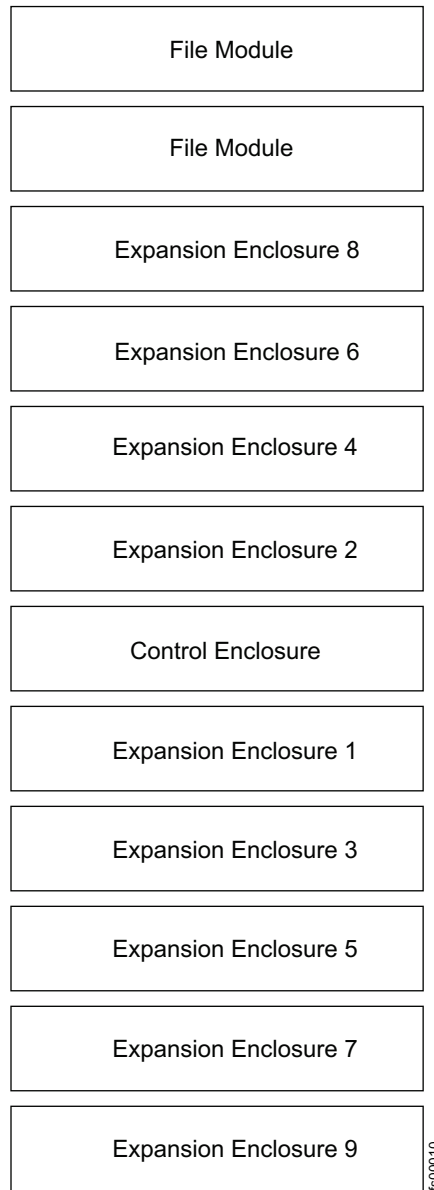 File Module
File Module
Expansion Enclosure 8
Expansion Enclosure 6
Expansion Enclosure 4
Expansion Enclosure 2
Control Enclosure
Expansion Enclosure 1
Expansion Enclosure 3
Expansion Enclosure 5
Expansion Enclosure 7
Expansion Enclosure 9